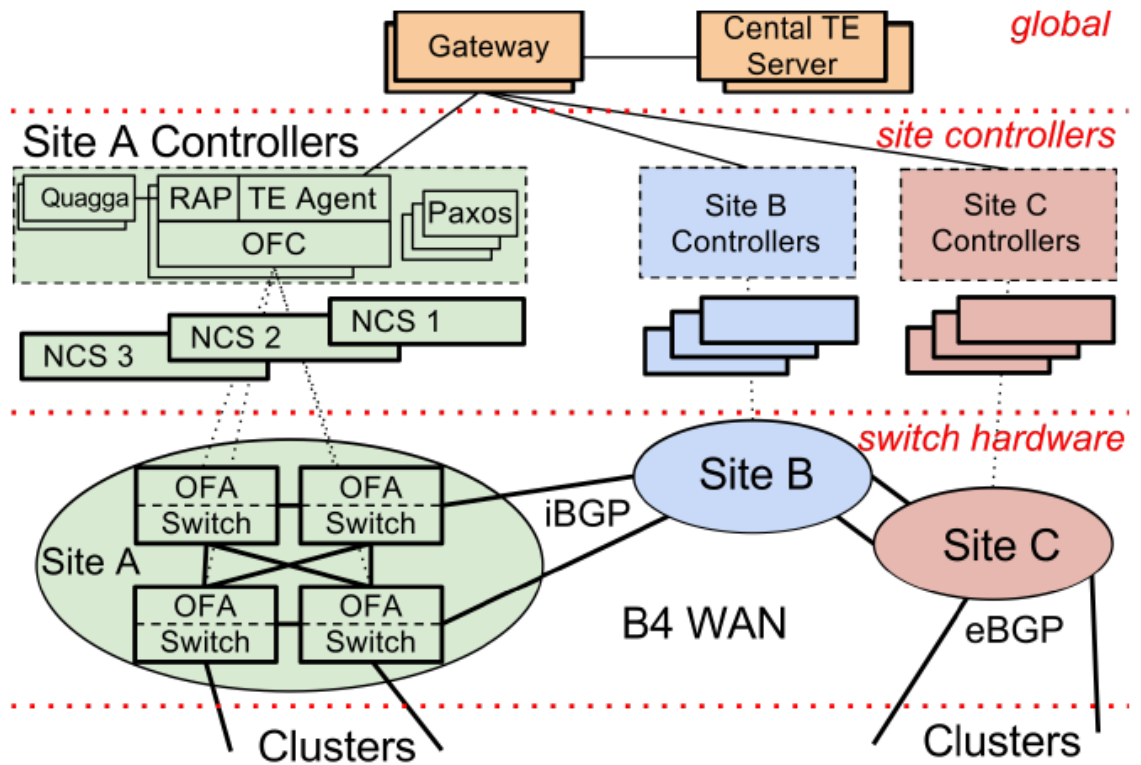 Gateway
Cental TE
Server
global
Site A Controllers
site controllers
Quagga
RAP
TE Agent
Paxos
OFC
Site B
Controllers
Site C
Controllers
NCS 1
NCS 2
NCS 3
switch hardware
OFA
Switch
OFA
Switch
Site A
OFA
Switch
OFA
Switch
iBGP
Site B
Site C
B4 WAN
eBGP
Clusters
Clusters